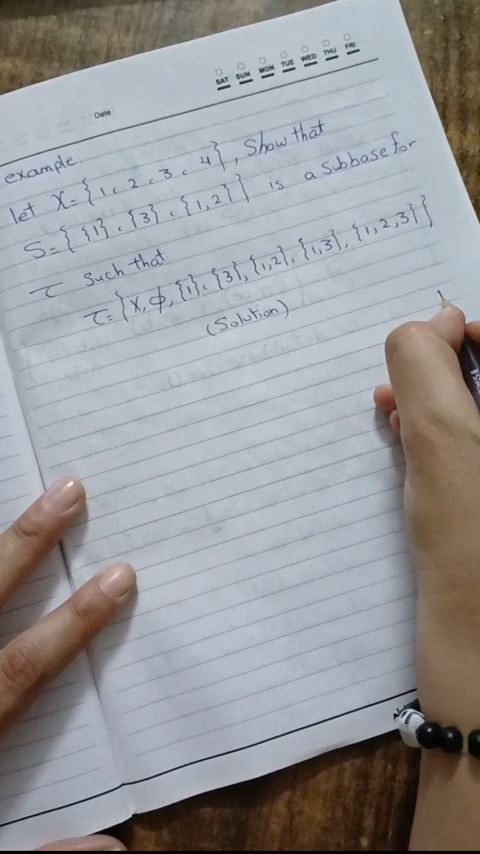 SAT SUN MON TUE WED THU FRI
Date
example
let X={1, 2, 3, 4}, Show that
S={{1}, {3}, {1,2}} is a subbase for
τ Such that
τ={X, φ, {1}, {3}, {1,2}, {1,3}, {1,2,3}}
(Solution)